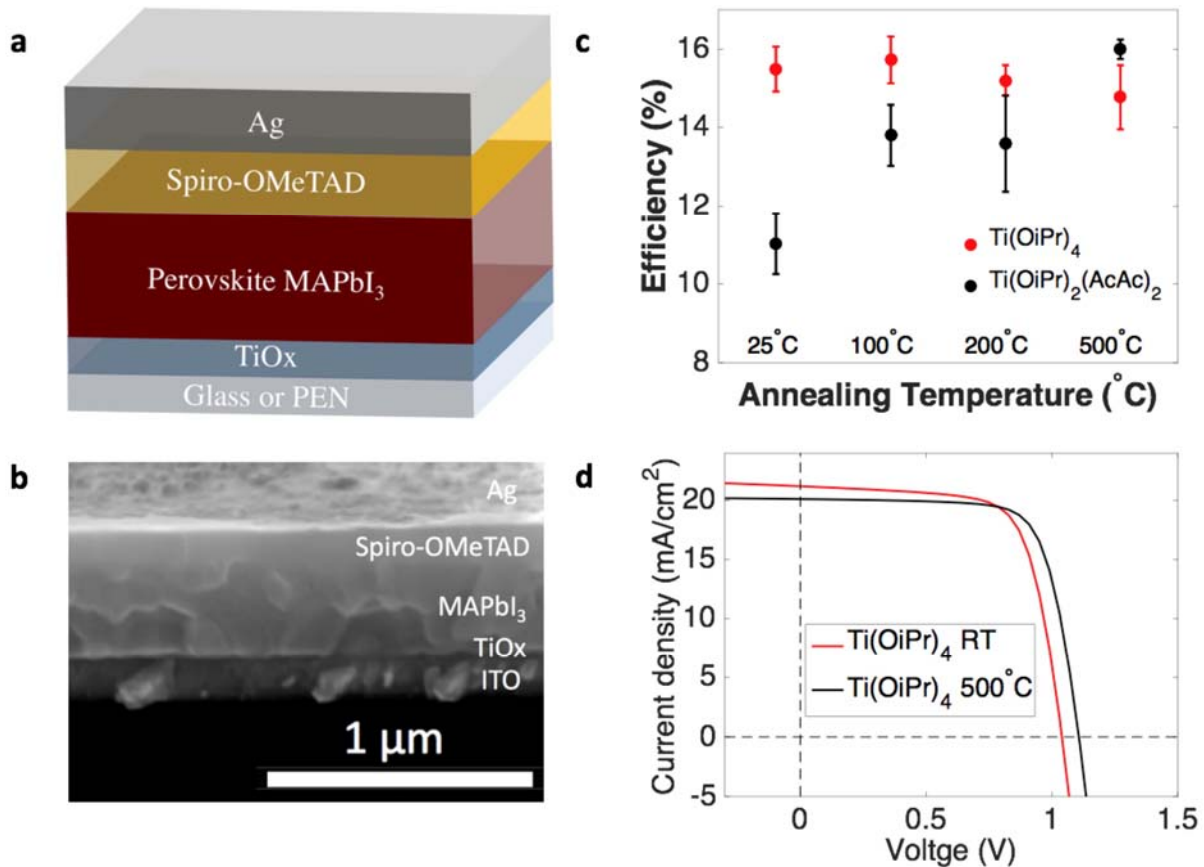 a
Ag
Spiro-OMeTAD
Perovskite MAPbI₃
TiOx
Glass or PEN
b
Ag
Spiro-OMeTAD
MAPbI₃
TiOx
ITO
1 µm
c
Efficiency (%)
16
14
12
10
8
Ti(OiPr)₄
Ti(OiPr)₂(AcAc)₂
25°C 100°C 200°C 500°C
Annealing Temperature (°C)
d
Current density (mA/cm²)
20
15
10
5
0
-5
Ti(OiPr)₄ RT
Ti(OiPr)₄ 500°C
0 0.5 1 1.5
Voltge (V)